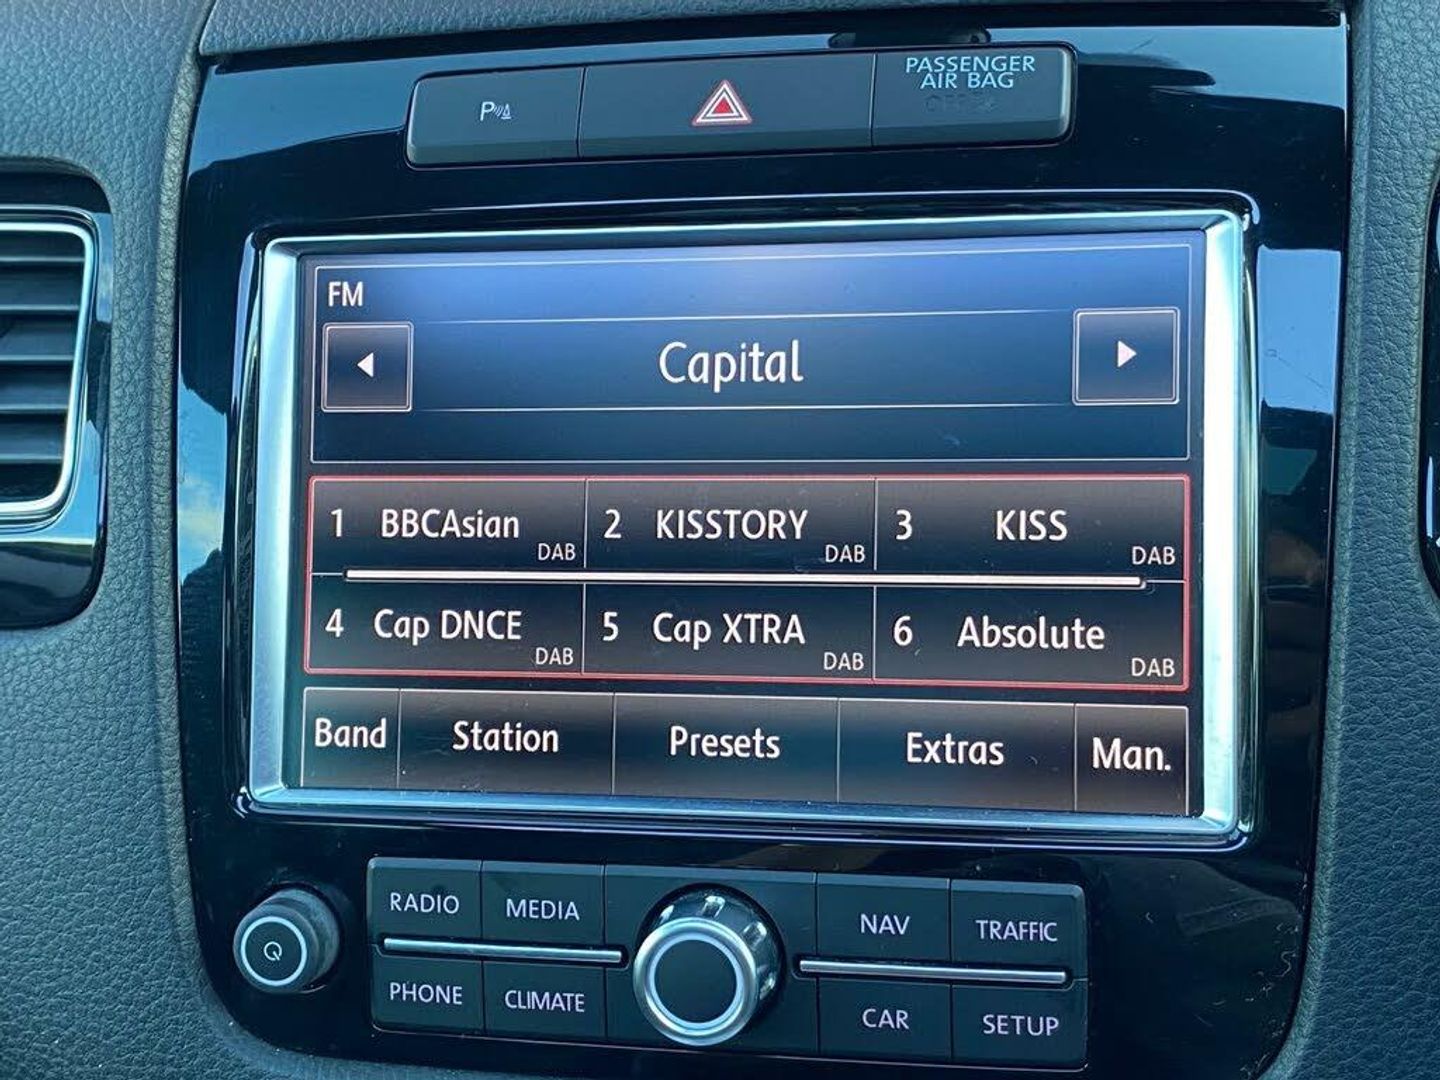 P
PASSENGER
AIR BAG
FM
Capital
1 BBCAsian DAB
2 KISSTORY DAB
3 KISS DAB
4 Cap DNCE DAB
5 Cap XTRA DAB
6 Absolute DAB
Band Station Presets Extras Man.
RADIO MEDIA NAV TRAFFIC
PHONE CLIMATE CAR SETUP